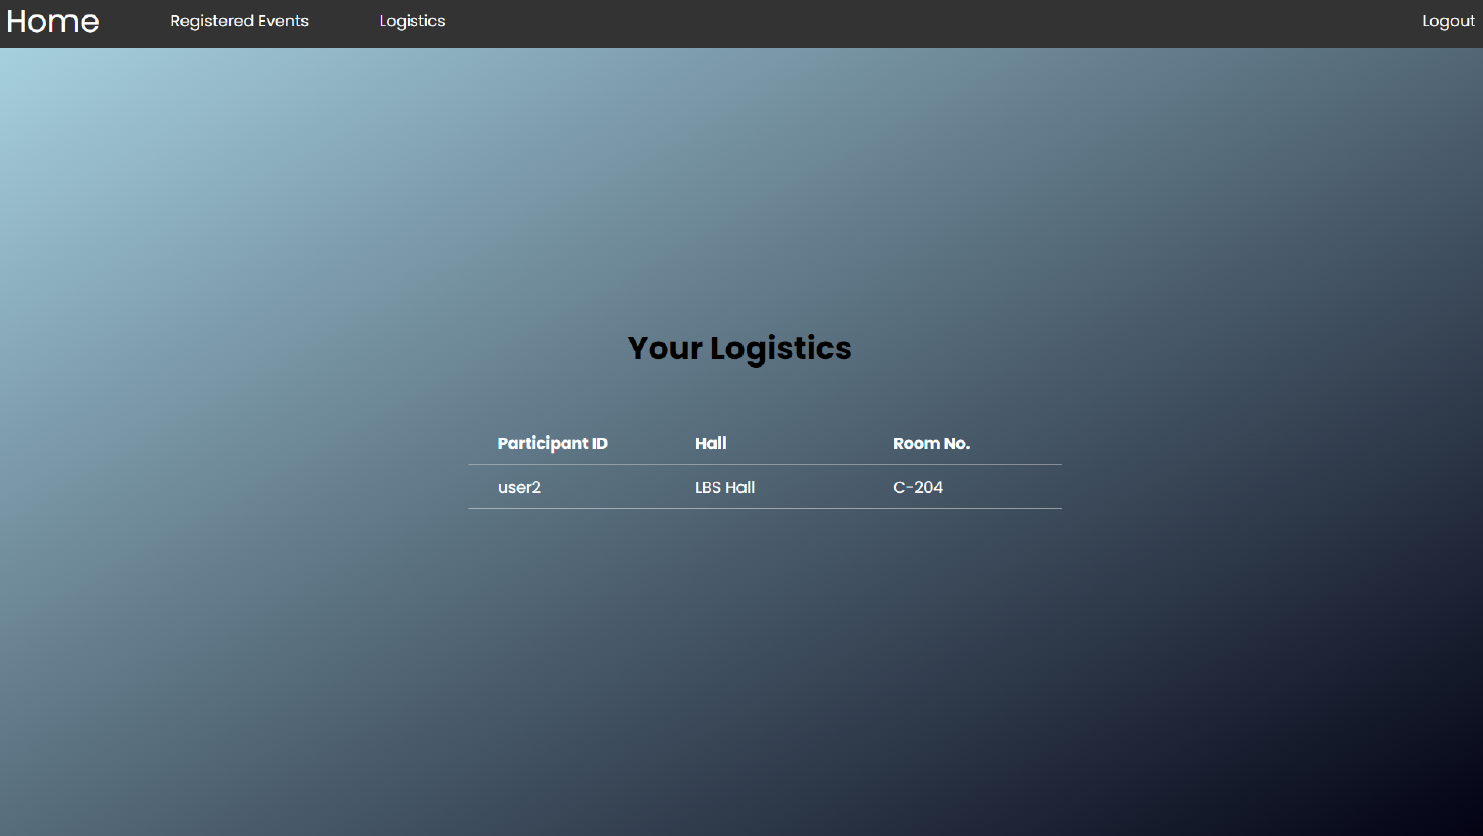 Home Registered Events Logistics Logout
Your Logistics
Participant ID Hall Room No.
user2 LBS Hall C-204